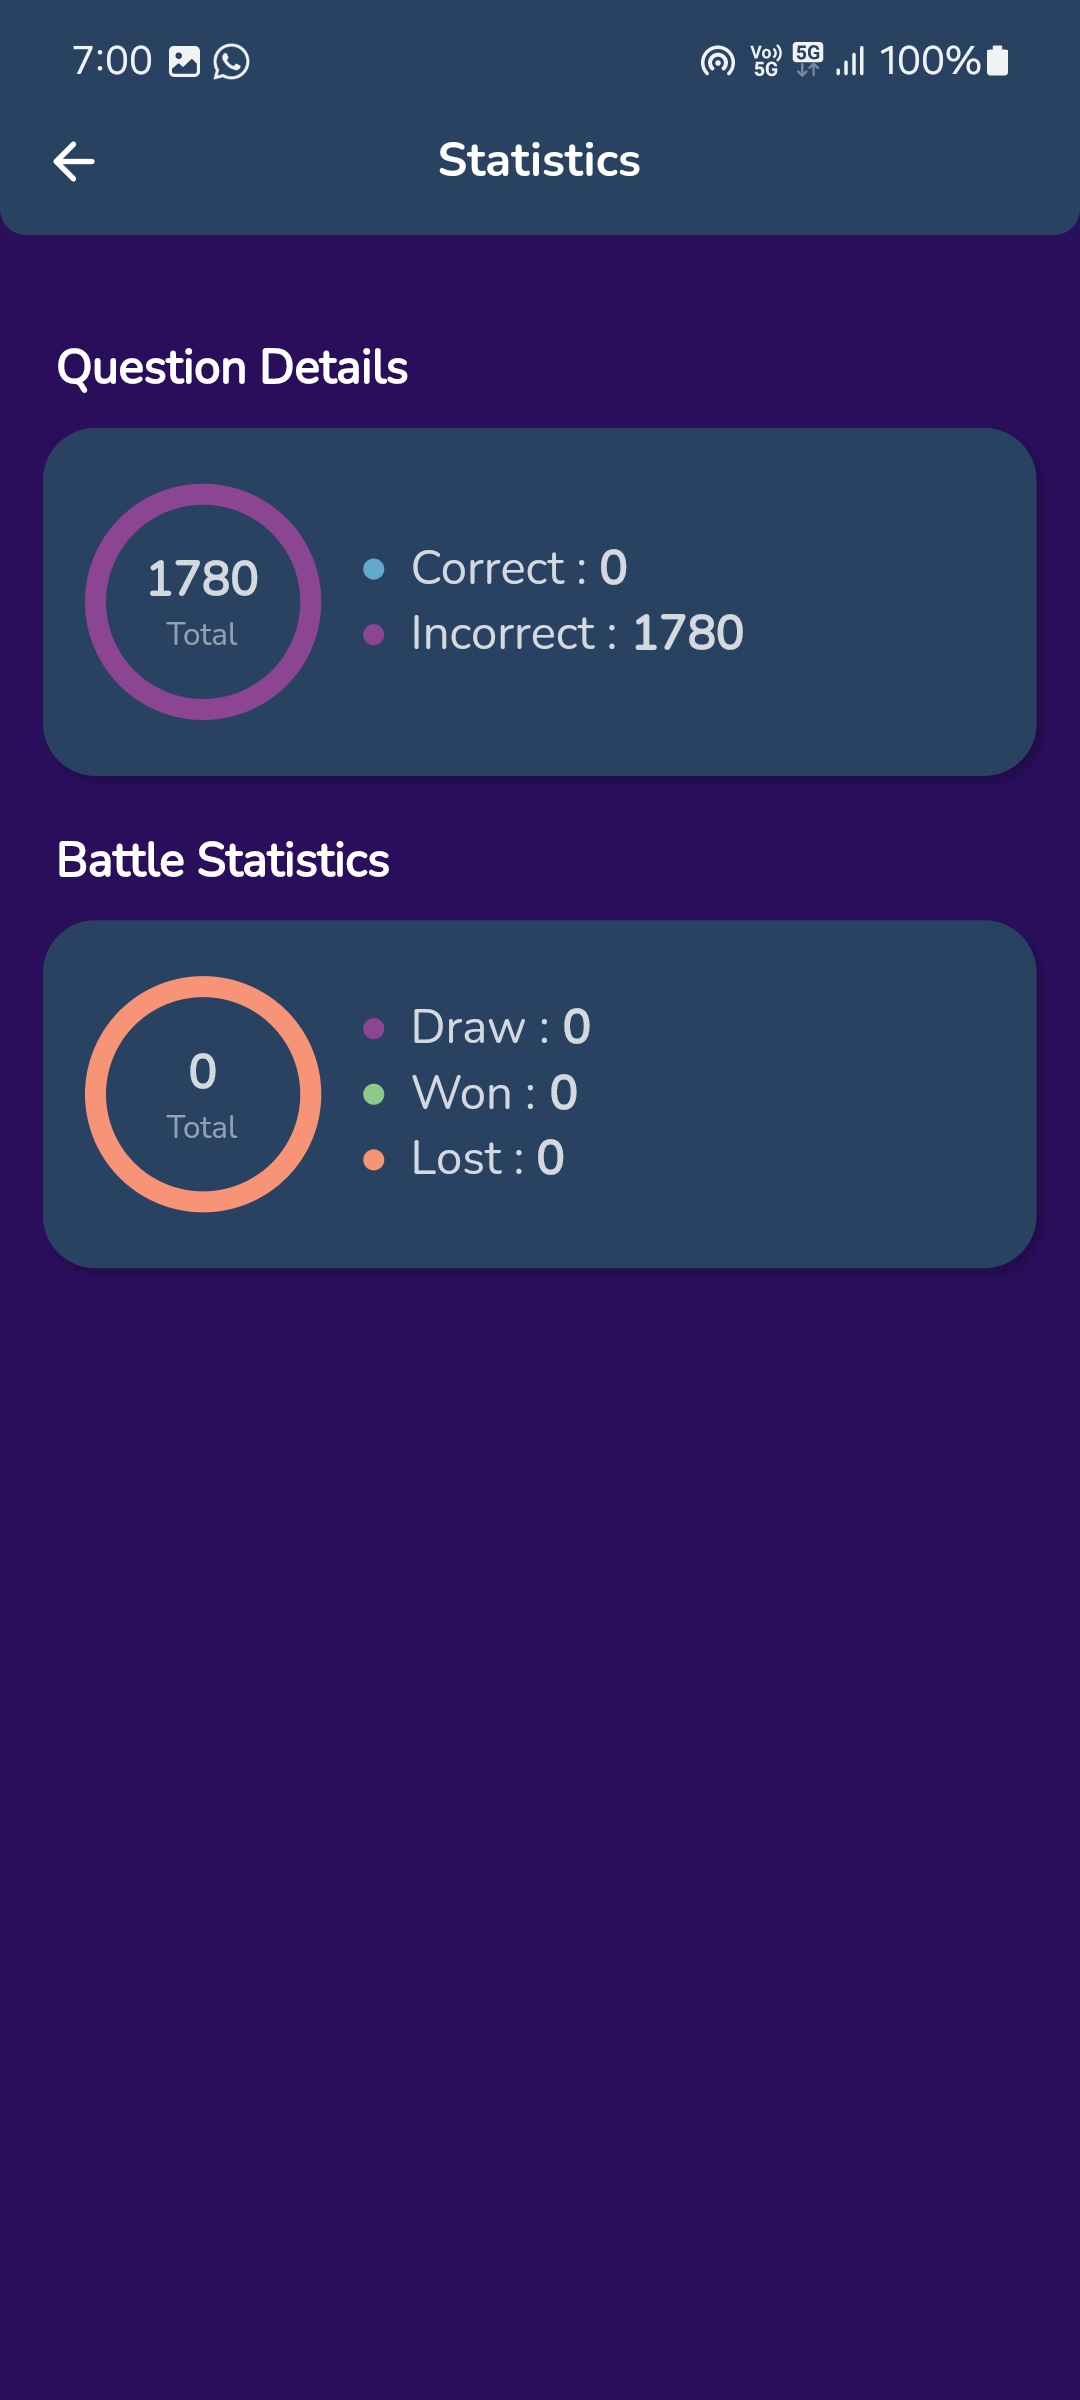 7:00 Vo)) 5G 5G 100%
Statistics
Question Details
1780
Total
Correct : 0
Incorrect : 1780
Battle Statistics
0
Total
Draw : 0
Won : 0
Lost : 0